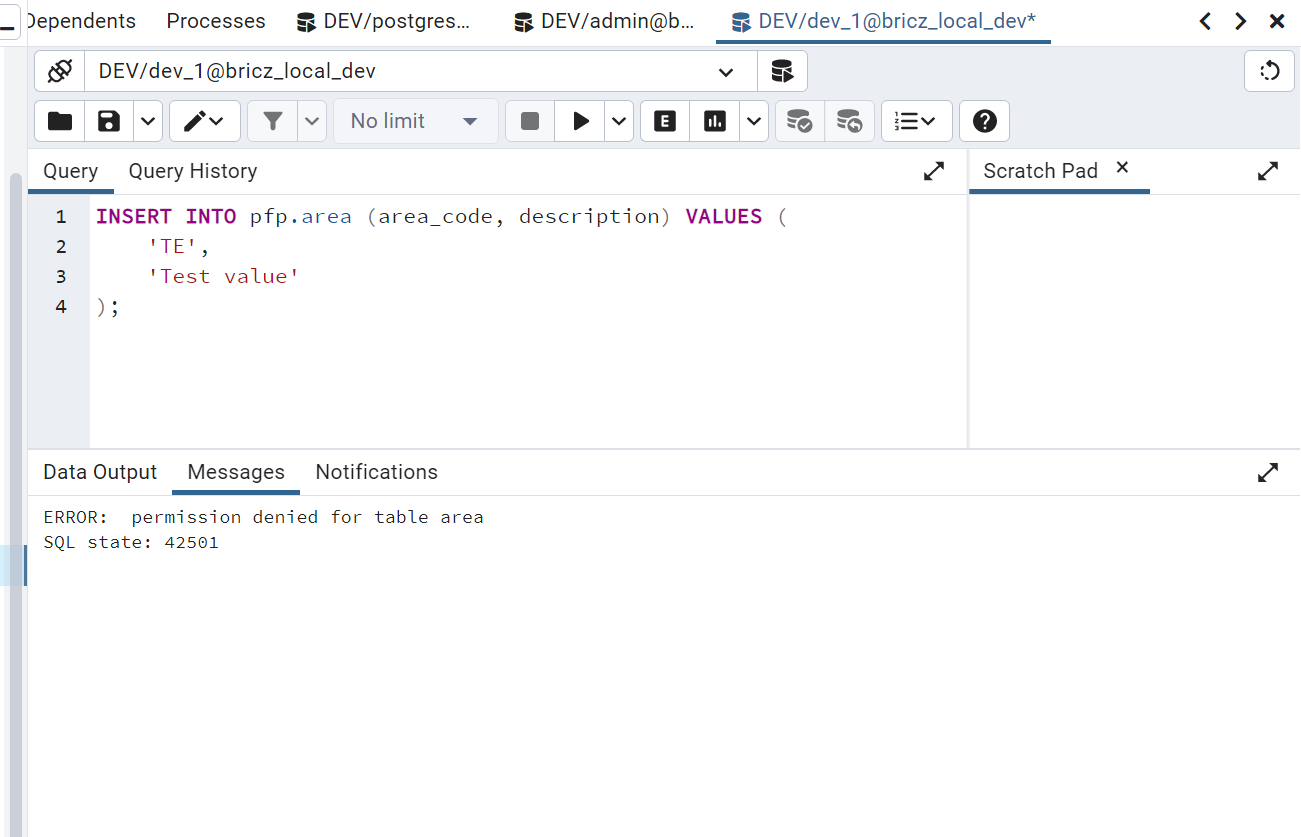 Dependents Processes DEV/postgres... DEV/admin@b... DEV/dev_1@bricz_local_dev*
DEV/dev_1@bricz_local_dev
No limit E
Query Query History Scratch Pad
1 INSERT INTO pfp.area (area_code, description) VALUES (
2 'TE',
3 'Test value'
4 );
Data Output Messages Notifications
ERROR:  permission denied for table area
SQL state: 42501